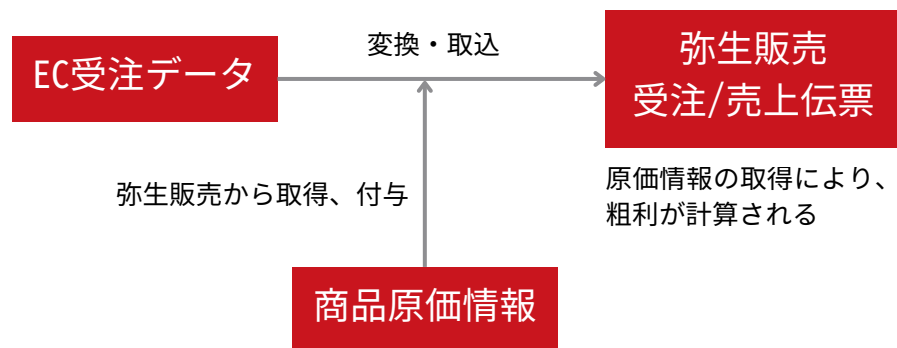 変換・取込
EC受注データ
弥生販売
受注/売上伝票
弥生販売から取得、付与
原価情報の取得により、
粗利が計算される
商品原価情報